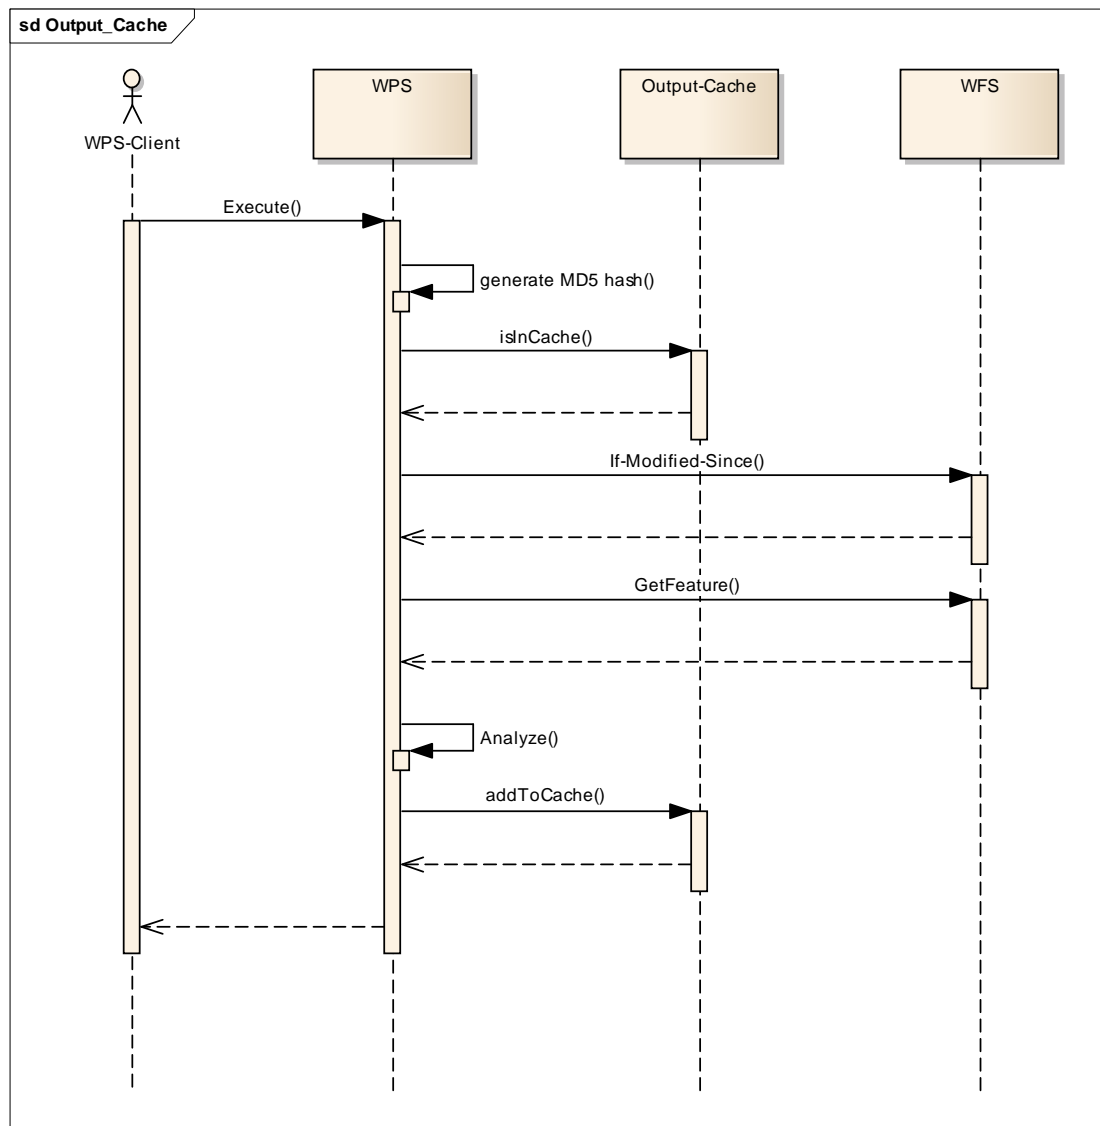 sd Output_Cache
WPS-Client
WPS
Output-Cache
WFS
Execute()
generate MD5 hash()
isInCache()
If-Modified-Since()
GetFeature()
Analyze()
addToCache()